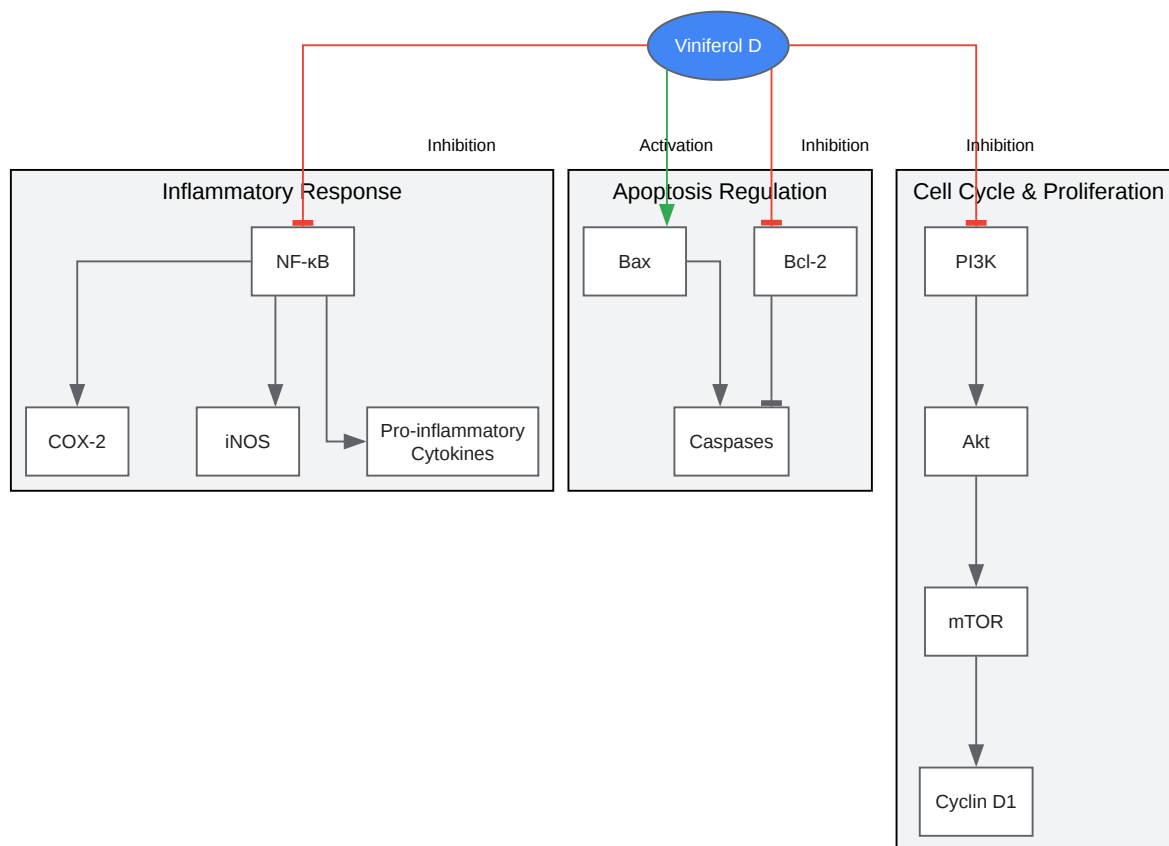 Viniferol D
Inhibition
Activation
Inhibition
Inhibition
Inflammatory Response
Apoptosis Regulation
Cell Cycle & Proliferation
NF-κB
Bax
Bcl-2
PI3K
COX-2
iNOS
Pro-inflammatory
Cytokines
Caspases
Akt
mTOR
Cyclin D1